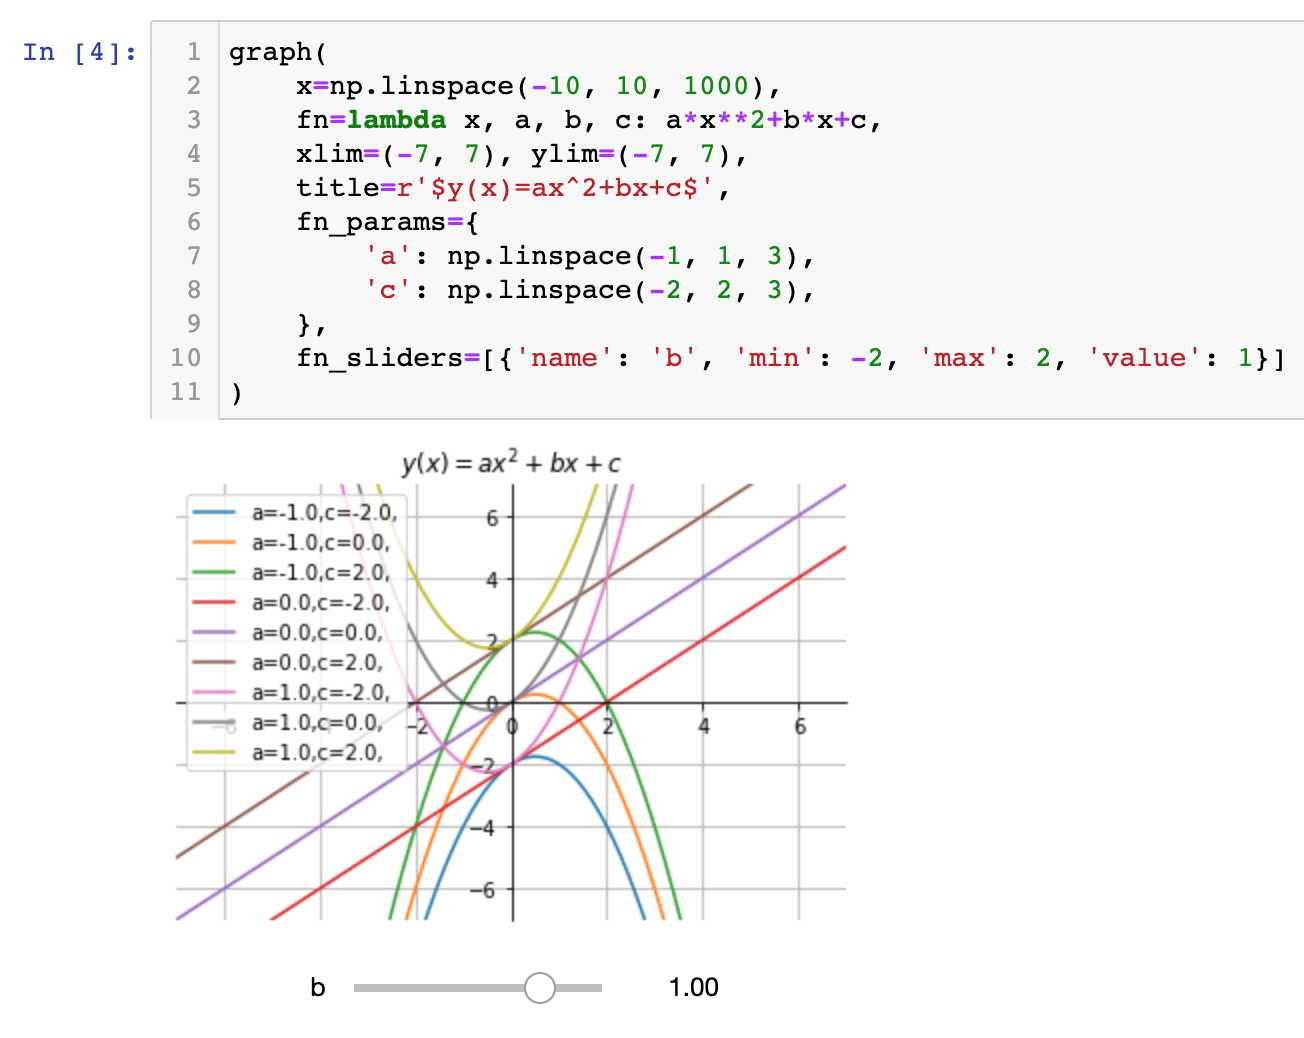 In [4]:
1 graph(
2     x=np.linspace(-10, 10, 1000),
3     fn=lambda x, a, b, c: a*x**2+b*x+c,
4     xlim=(-7, 7), ylim=(-7, 7),
5     title=r'$y(x)=ax^2+bx+c$',
6     fn_params={
7         'a': np.linspace(-1, 1, 3),
8         'c': np.linspace(-2, 2, 3),
9     },
10     fn_sliders=[{'name': 'b', 'min': -2, 'max': 2, 'value': 1}]
11 )
y(x) = ax² + bx + c
a=-1.0,c=-2.0,
a=-1.0,c=0.0,
a=-1.0,c=2.0,
a=0.0,c=-2.0,
a=0.0,c=0.0,
a=0.0,c=2.0,
a=1.0,c=-2.0,
a=1.0,c=0.0,
a=1.0,c=2.0,
6
4
2
0
−2
−4
−6
−2 0 2 4 6
b 1.00